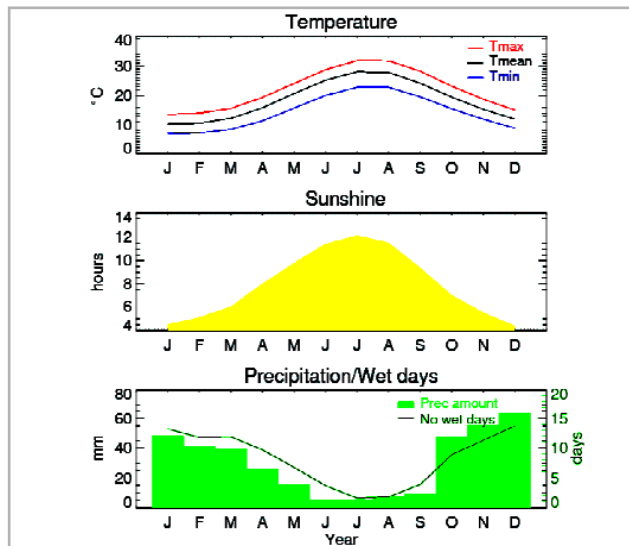 Temperature
40
30
20
10
0
°C
Tmax
Tmean
Tmin
J F M A M J J A S O N D
Sunshine
14
12
10
8
6
4
hours
J F M A M J J A S O N D
Precipitation/Wet days
80
60
40
20
0
mm
Prec amount
No wet days
20
15
10
5
0
days
J F M A M J J A S O N D
Year